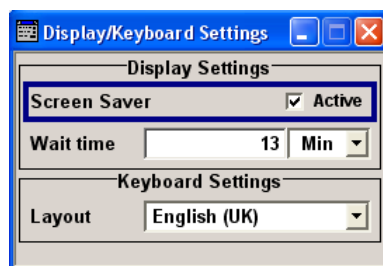 Display/Keyboard Settings
Display Settings
Screen Saver Active
Wait time 13 Min
Keyboard Settings
Layout English (UK)